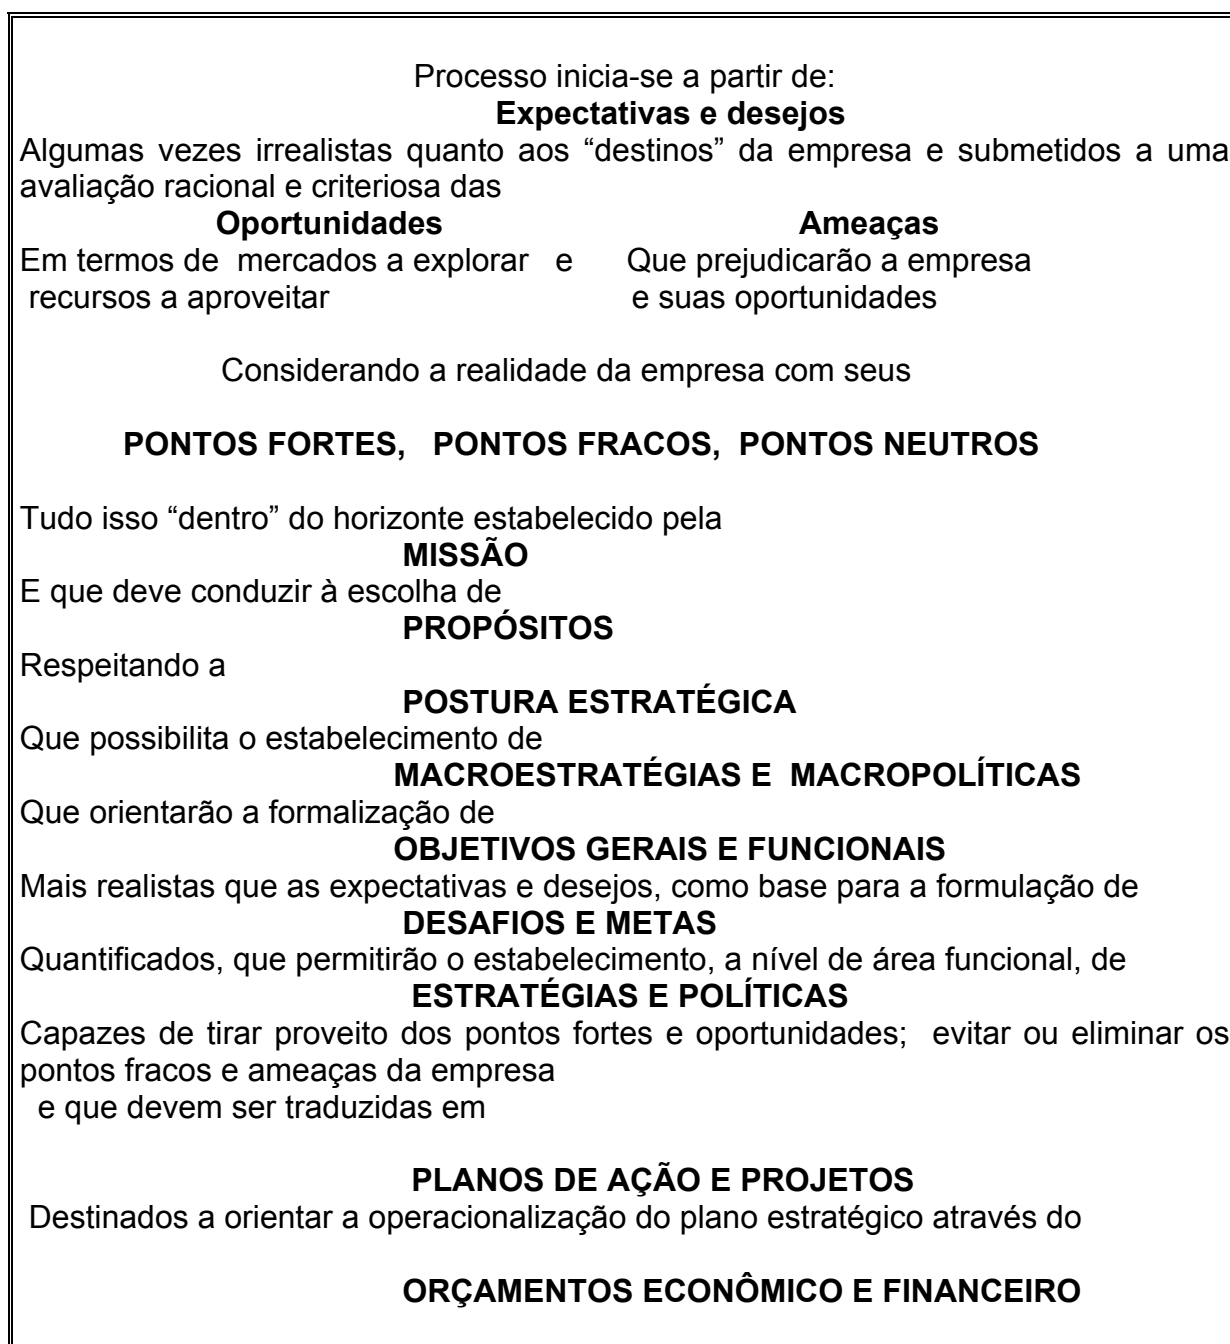 Processo inicia-se a partir de:
Expectativas e desejos
Algumas vezes irrealistas quanto aos “destinos” da empresa e submetidos a uma
avaliação racional e criteriosa das
Oportunidades Ameaças
Em termos de mercados a explorar e Que prejudicarão a empresa
recursos a aproveitar e suas oportunidades
Considerando a realidade da empresa com seus
PONTOS FORTES, PONTOS FRACOS, PONTOS NEUTROS
Tudo isso “dentro” do horizonte estabelecido pela
MISSÃO
E que deve conduzir à escolha de
PROPÓSITOS
Respeitando a
POSTURA ESTRATÉGICA
Que possibilita o estabelecimento de
MACROESTRATÉGIAS E MACROPOLÍTICAS
Que orientarão a formalização de
OBJETIVOS GERAIS E FUNCIONAIS
Mais realistas que as expectativas e desejos, como base para a formulação de
DESAFIOS E METAS
Quantificados, que permitirão o estabelecimento, a nível de área funcional, de
ESTRATÉGIAS E POLÍTICAS
Capazes de tirar proveito dos pontos fortes e oportunidades; evitar ou eliminar os
pontos fracos e ameaças da empresa
e que devem ser traduzidas em
PLANOS DE AÇÃO E PROJETOS
Destinados a orientar a operacionalização do plano estratégico através do
ORÇAMENTOS ECONÔMICO E FINANCEIRO